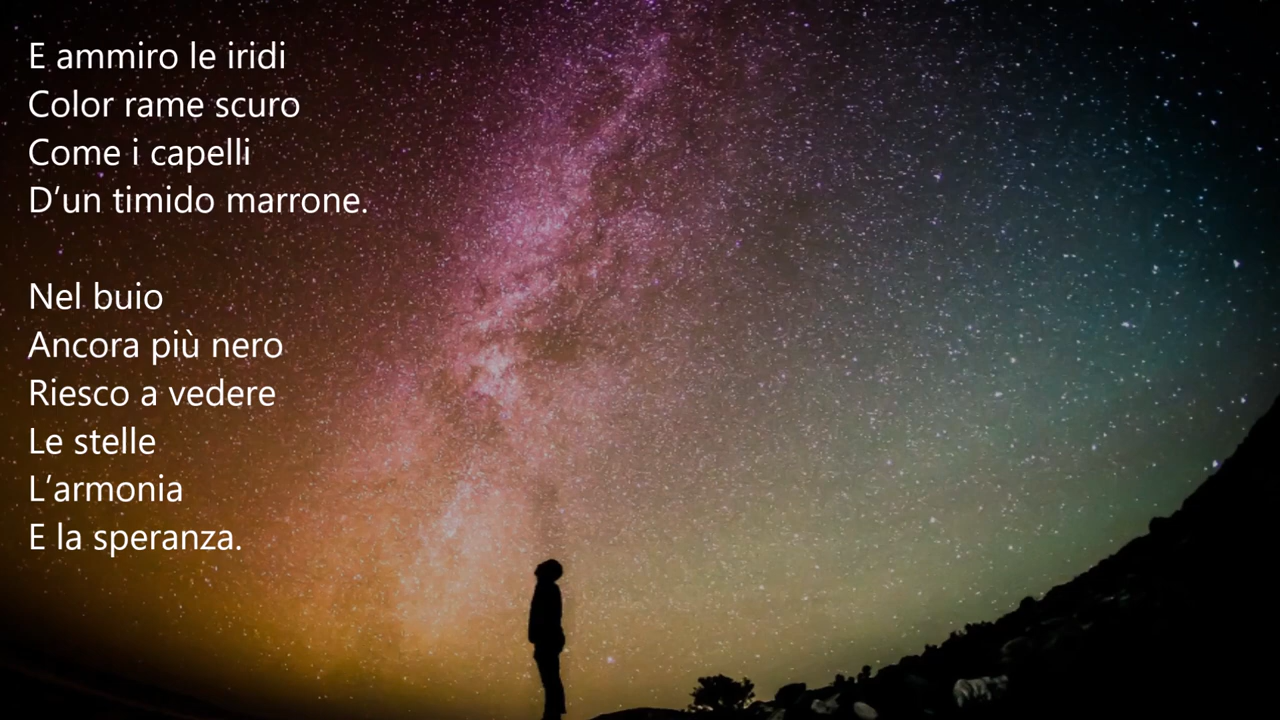 E ammiro le iridi
Color rame scuro
Come i capelli
D’un timido marrone.
Nel buio
Ancora più nero
Riesco a vedere
Le stelle
L’armonia
E la speranza.